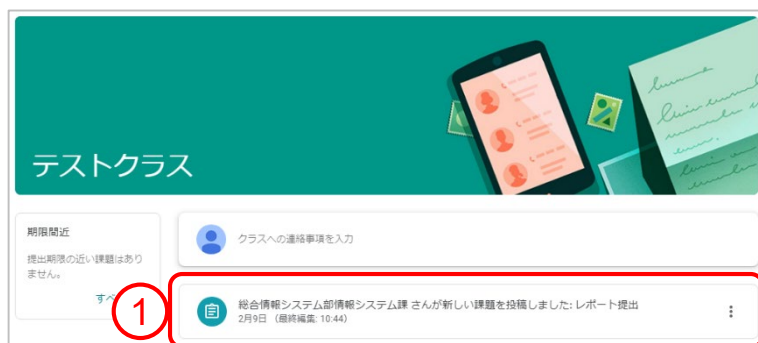 テストクラス
期限間近
提出期限の近い課題はあり
ません。
クラスへの連絡事項を入力
総合情報システム部情報システム課 さんが新しい課題を投稿しました: レポート提出
2月9日 （最終編集: 10:44）
すべ
1